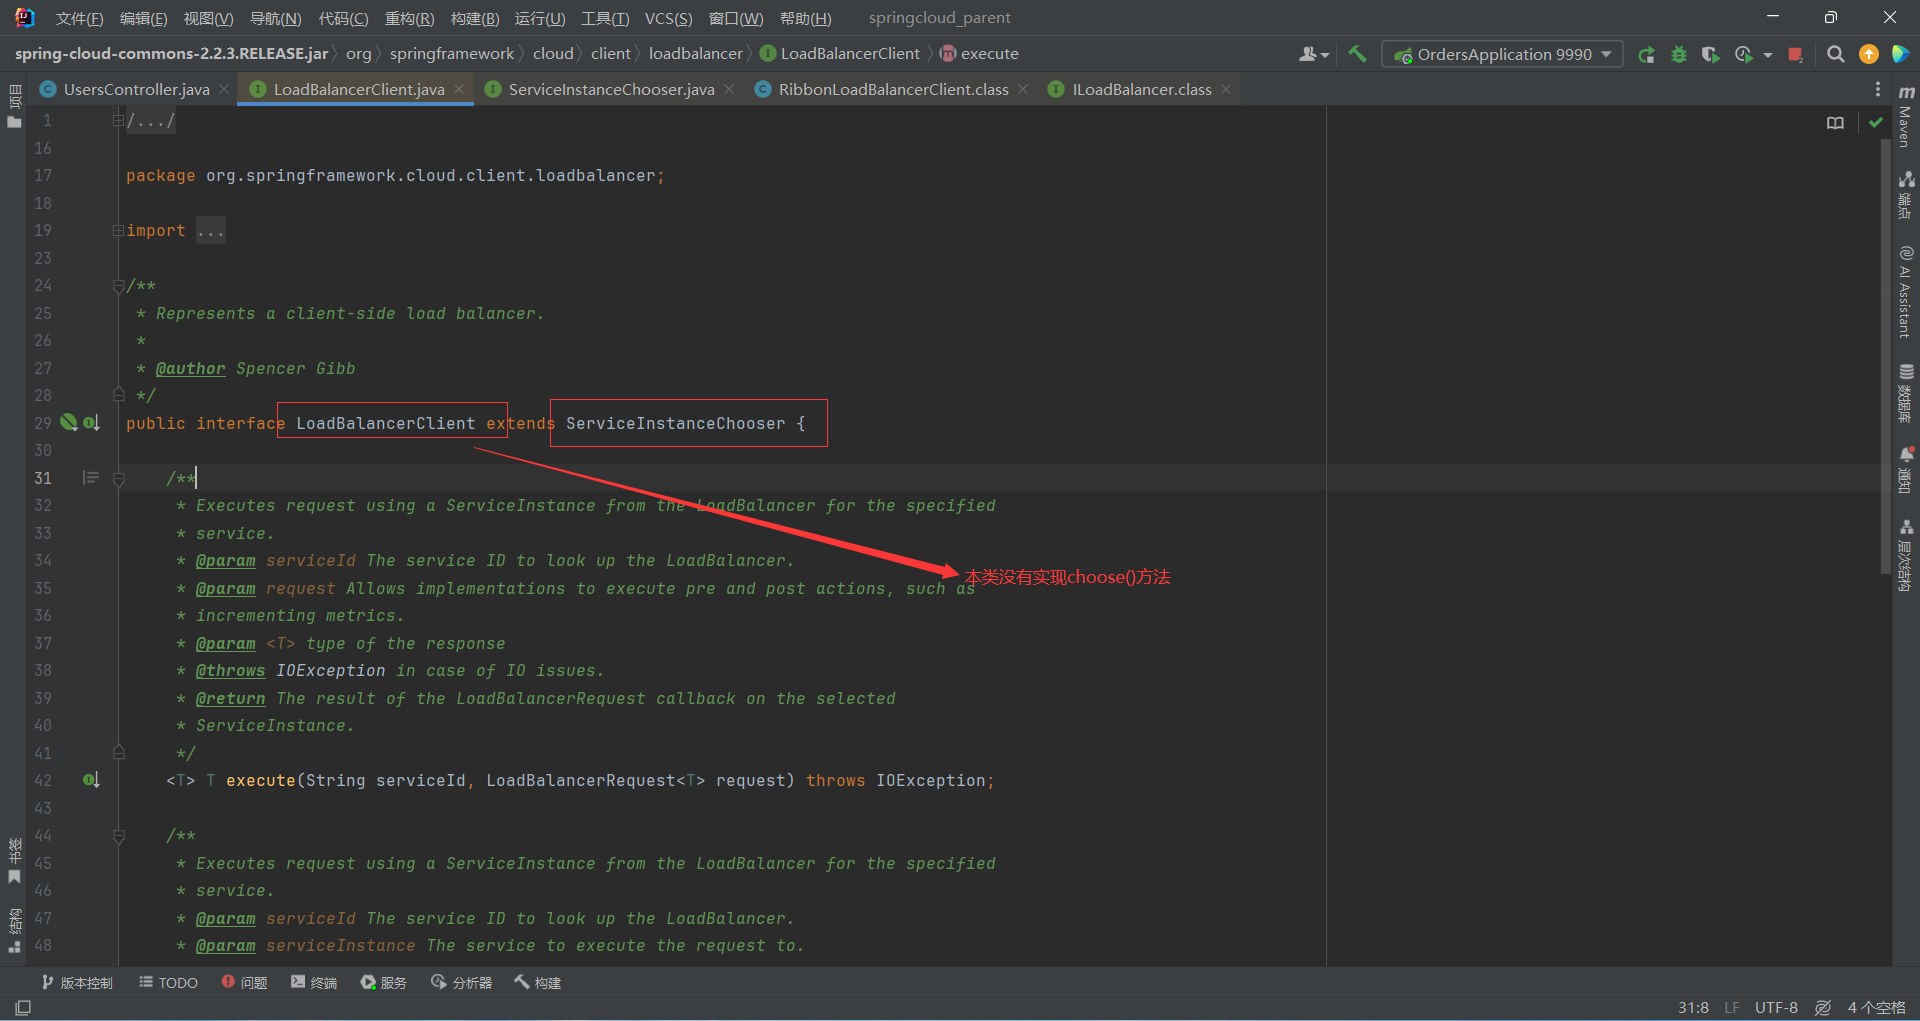 文件(F) 编辑(E) 视图(V) 导航(N) 代码(C) 重构(R) 构建(B) 运行(U) 工具(T) VCS(S) 窗口(W) 帮助(H) springcloud_parent
spring-cloud-commons-2.2.3.RELEASE.jar org springframework cloud client loadbalancer LoadBalancerClient execute OrdersApplication 9990
UsersController.java LoadBalancerClient.java ServiceInstanceChooser.java RibbonLoadBalancerClient.class ILoadBalancer.class
项目
1 /.../
16
17 package org.springframework.cloud.client.loadbalancer;
18
19 import ...
23
24 /**
25 * Represents a client-side load balancer.
26 *
27 * @author Spencer Gibb
28 */
29 public interface LoadBalancerClient extends ServiceInstanceChooser {
30
31 /**
32 * Executes request using a ServiceInstance from the LoadBalancer for the specified
33 * service.
34 * @param serviceId The service ID to look up the LoadBalancer.
本类没有实现choose()方法
35 * @param request Allows implementations to execute pre and post actions, such as
36 * incrementing metrics.
37 * @param <T> type of the response
38 * @throws IOException in case of IO issues.
39 * @return The result of the LoadBalancerRequest callback on the selected
40 * ServiceInstance.
41 */
42 <T> T execute(String serviceId, LoadBalancerRequest<T> request) throws IOException;
43
44 /**
45 * Executes request using a ServiceInstance from the LoadBalancer for the specified
46 * service.
47 * @param serviceId The service ID to look up the LoadBalancer.
48 * @param serviceInstance The service to execute the request to.
书签
结构
m Maven
端点
AI Assistant
数据库
通知
层次结构
版本控制 TODO 问题 终端 服务 分析器 构建
31:8 LF UTF-8 4 个空格